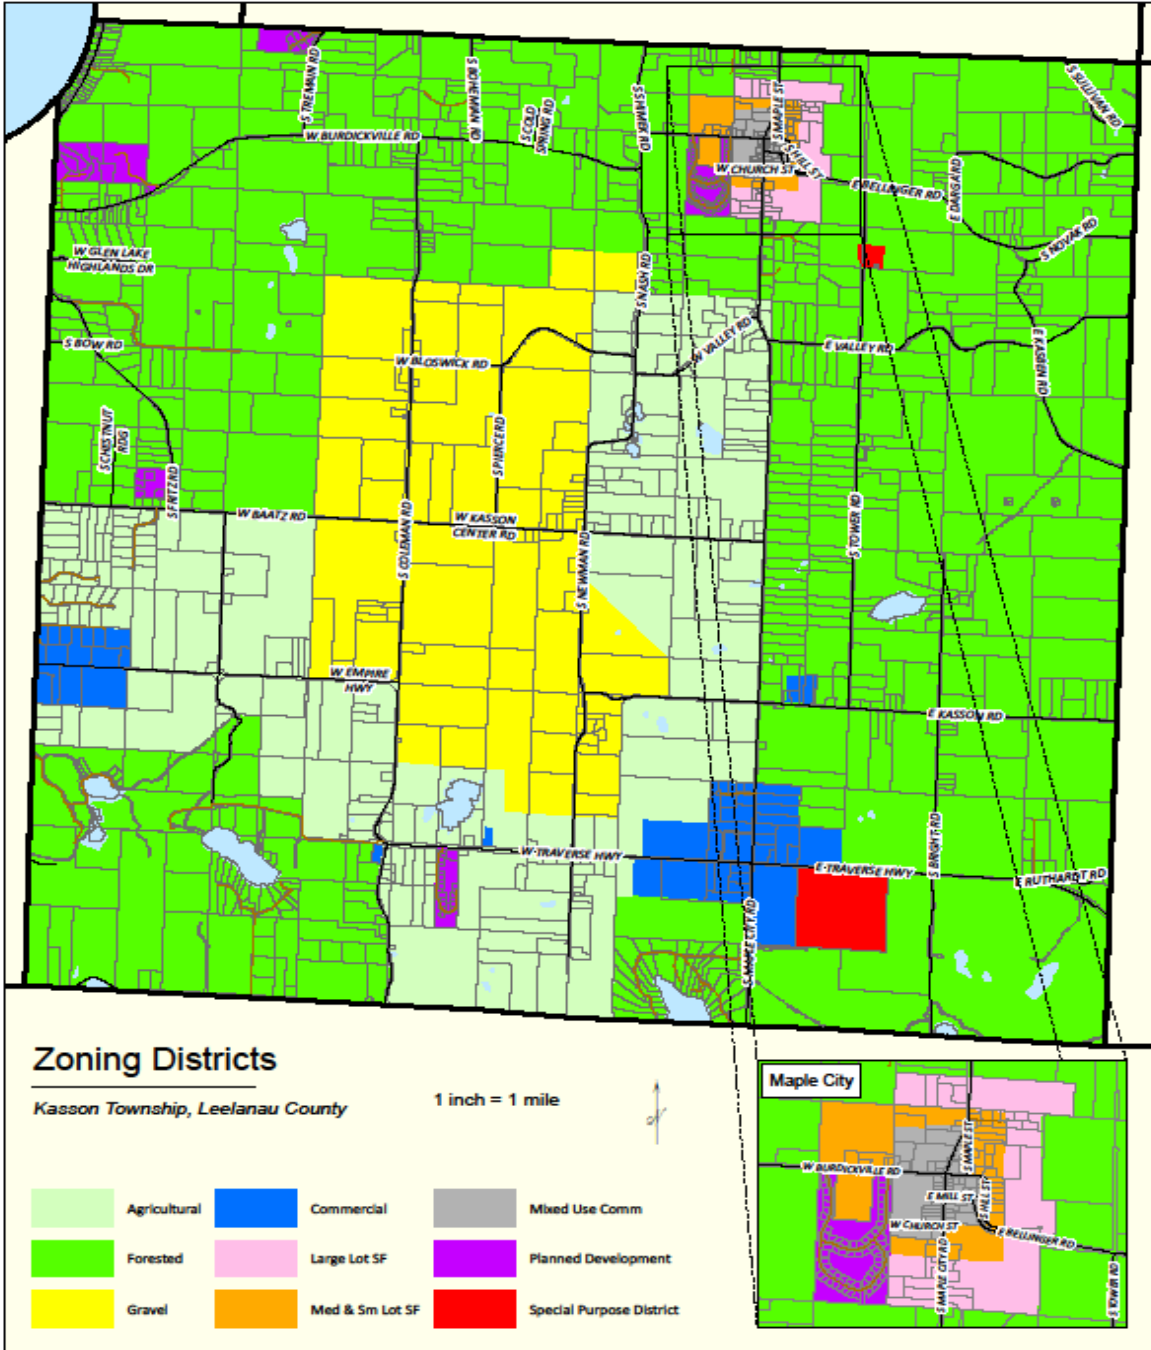 S TREMAIN RD
S BOHEMIAN RD
S COLD
SPRING RD
S SHIMEK RD
S MAPLE ST
S SULLIVAN RD
W BURDICKVILLE RD
S HILL ST
W CHURCH ST
E BELLINGER RD
E DARGA RD
S NOVAK RD
W GLEN LAKE
HIGHLANDS DR
S NASH RD
S BOW RD
W BLOSWICK RD
W VALLEY RD
E VALLEY RD
E KASBEN RD
S CHESTNUT
RDG
S PIERCE RD
S FRITZ RD
W BAATZ RD
S COLEMAN RD
W KASSON
CENTER RD
S NEWMAN RD
S TOWER RD
W EMPIRE
HWY
E KASSON RD
S BRIGHT RD
W TRAVERSE HWY
E TRAVERSE HWY
E RUTHARDT RD
S MAPLE CITY RD
Zoning Districts
Kasson Township, Leelanau County
1 inch = 1 mile
N
Maple City
W BURDICKVILLE RD
S MAPLE ST
E MILL ST
S HILL ST
W CHURCH ST
E BELLINGER RD
S MAPLE CITY RD
S TOWER RD
Agricultural
Commercial
Mixed Use Comm
Forested
Large Lot SF
Planned Development
Gravel
Med & Sm Lot SF
Special Purpose District